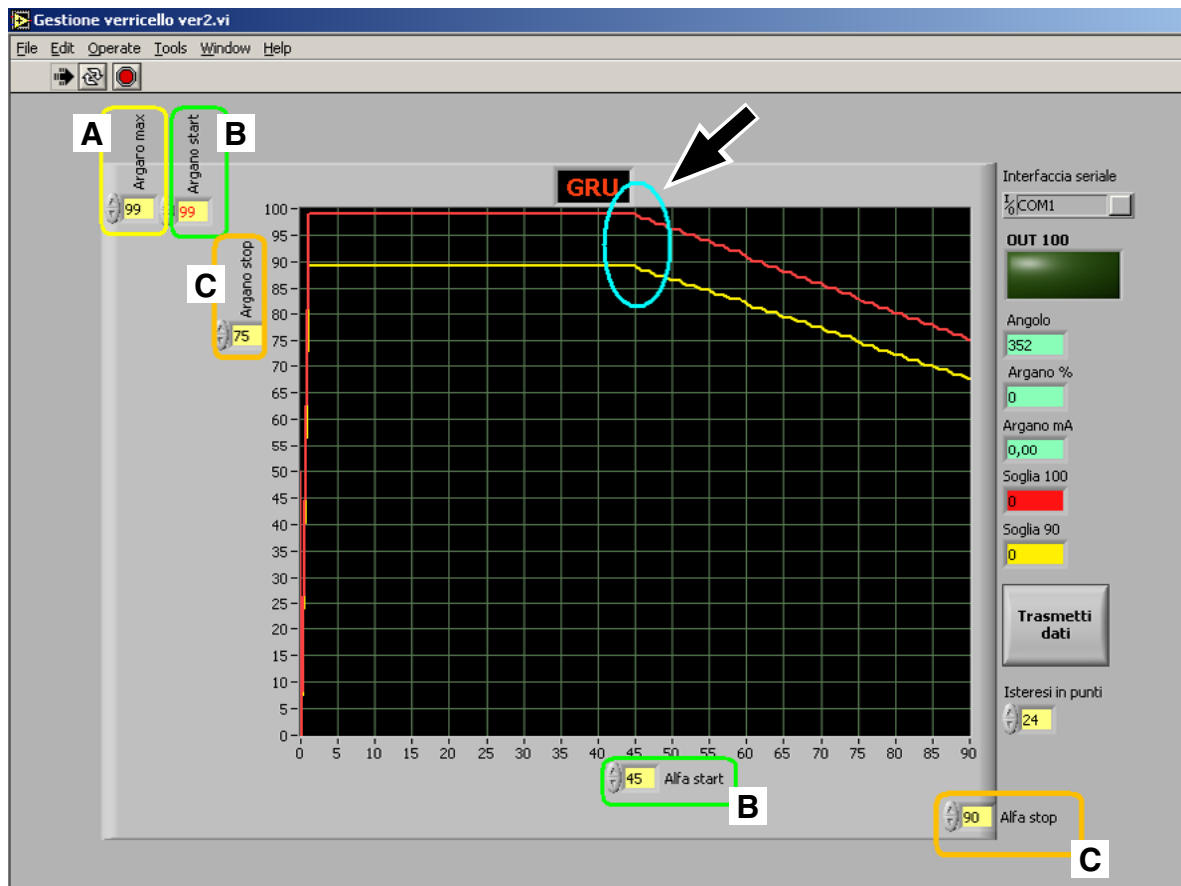 Gestione verricello ver2.vi
File Edit Operate Tools Window Help
A
Argano max
99
Argano start
99
B
C
Argano stop
75
GRU
100
95
90
85
80
75
70
65
60
55
50
45
40
35
30
25
20
15
10
5
0
0 5 10 15 20 25 30 35 40 45 50 55 60 65 70 75 80 85 90
45 Alfa start
B
90 Alfa stop
C
Interfaccia seriale
I/O COM1
OUT 100
Angolo
352
Argano %
0
Argano mA
0,00
Soglia 100
0
Soglia 90
0
Trasmetti
dati
Isteresi in punti
24